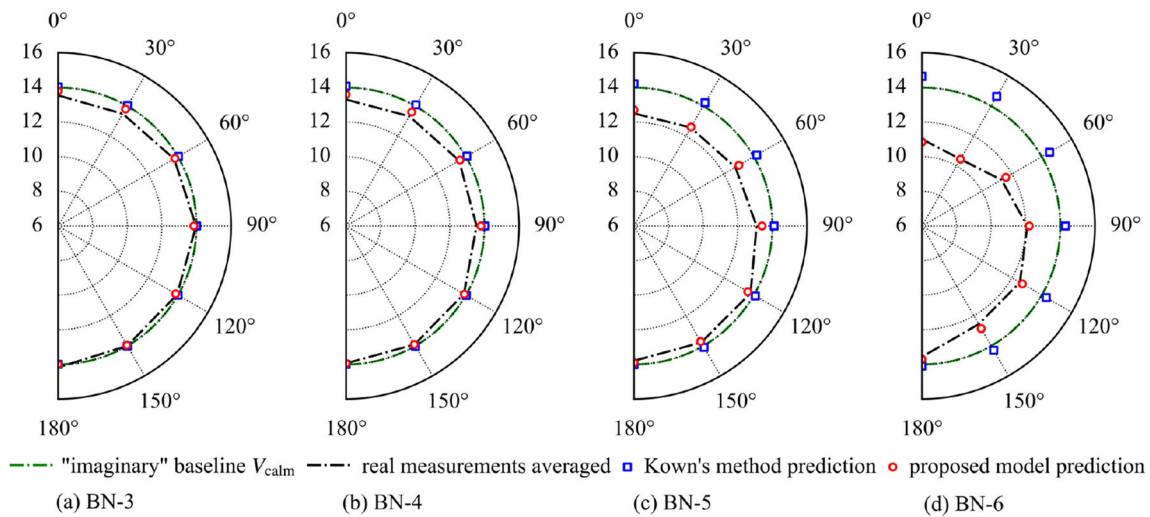 0° 0° 0° 0°
16 30° 16 30° 16 30° 16 30°
14 14 14 14
12 60° 12 60° 12 60° 12 60°
10 10 10 10
8 8 8 8
6 90° 6 90° 6 90° 6 90°
120° 120° 120° 120°
150° 150° 150° 150°
180° 180° 180° 180°
"imaginary" baseline Vcalm real measurements averaged Kown's method prediction proposed model prediction
(a) BN-3 (b) BN-4 (c) BN-5 (d) BN-6